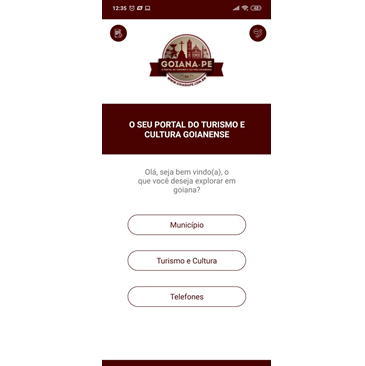 12:35
GOIANA-PE
O SEU PORTAL DO TURISMO E
CULTURA GOIANENSE
Olá, seja bem vindo(a), o
que você deseja explorar em
goiana?
Município
Turismo e Cultura
Telefones